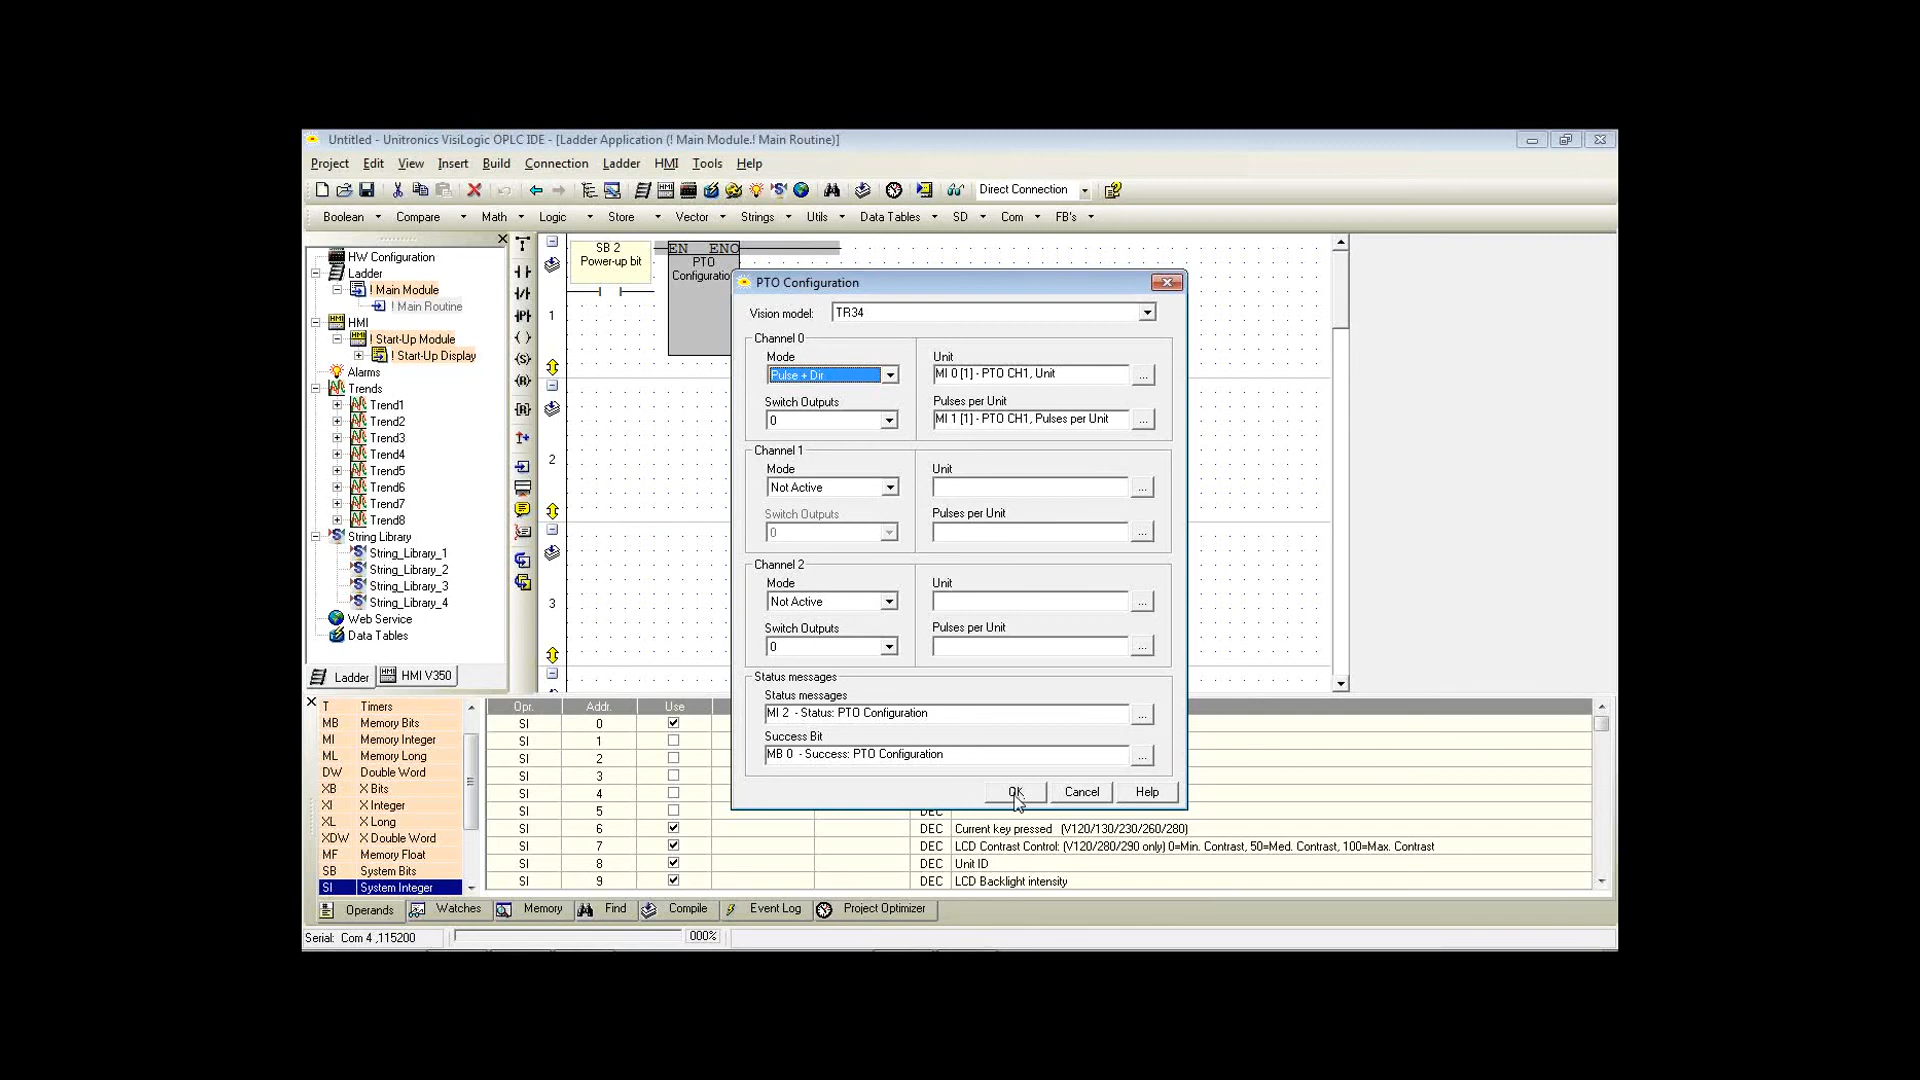 Untitled - Unitronics VisiLogic OPLC IDE - [Ladder Application (! Main Module.! Main Routine)]
Project Edit View Insert Build Connection Ladder HMI Tools Help
Direct Connection
Boolean Compare Math Logic Store Vector Strings Utils Data Tables SD Com FB's
HW Configuration
Ladder
! Main Module
! Main Routine
HMI
! Start-Up Module
! Start-Up Display
Alarms
Trends
Trend1
Trend2
Trend3
Trend4
Trend5
Trend6
Trend7
Trend8
String Library
String_Library_1
String_Library_2
String_Library_3
String_Library_4
Web Service
Data Tables
Ladder HMI V350
1
2
3
SB 2
Power-up bit
EN ENO
PTO
Configuratio
PTO Configuration
Vision model: TR34
Channel 0
Mode
Pulse + Dir
Switch Outputs
0
Unit
MI 0 [1] - PTO CH1, Unit
...
Pulses per Unit
MI 1 [1] - PTO CH1, Pulses per Unit
...
Channel 1
Mode
Not Active
Switch Outputs
0
Unit
...
Pulses per Unit
...
Channel 2
Mode
Not Active
Switch Outputs
0
Unit
...
Pulses per Unit
...
Status messages
Status messages
MI 2 - Status: PTO Configuration
...
Success Bit
MB 0 - Success: PTO Configuration
...
OK Cancel Help
T Timers
MB Memory Bits
MI Memory Integer
ML Memory Long
DW Double Word
XB X Bits
XI X Integer
XL X Long
XDW X Double Word
MF Memory Float
SB System Bits
SI System Integer
Opr. Addr. Use
SI 0
SI 1
SI 2
SI 3
SI 4
SI 5
SI 6 DEC Current key pressed (V120/130/230/260/280)
SI 7 DEC LCD Contrast Control: (V120/280/290 only) 0=Min. Contrast, 50=Med. Contrast, 100=Max. Contrast
SI 8 DEC Unit ID
SI 9 DEC LCD Backlight intensity
Operands Watches Memory Find Compile Event Log Project Optimizer
Serial: Com 4 ,115200 000%